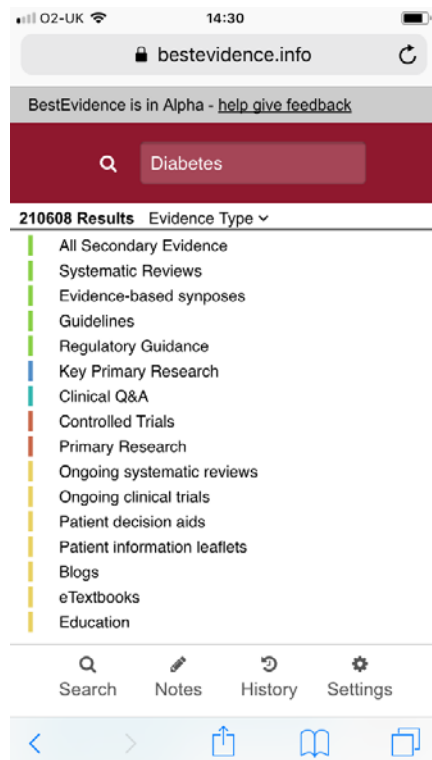 O2-UK 14:30
bestevidence.info
BestEvidence is in Alpha - help give feedback
Diabetes
210608 Results Evidence Type
All Secondary Evidence
Systematic Reviews
Evidence-based synposes
Guidelines
Regulatory Guidance
Key Primary Research
Clinical Q&A
Controlled Trials
Primary Research
Ongoing systematic reviews
Ongoing clinical trials
Patient decision aids
Patient information leaflets
Blogs
eTextbooks
Education
Search Notes History Settings